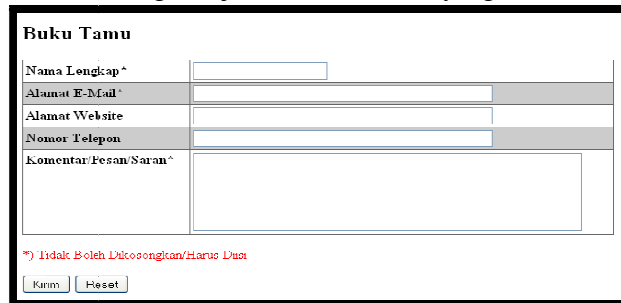 Buku Tamu
Nama Lengkap*
Alamat E-Mail*
Alamat Website
Nomor Telepon
Komentar/Pesan/Saran*
*) Tidak Boleh Dikosongkan/Harus Diisi
Kirim Reset